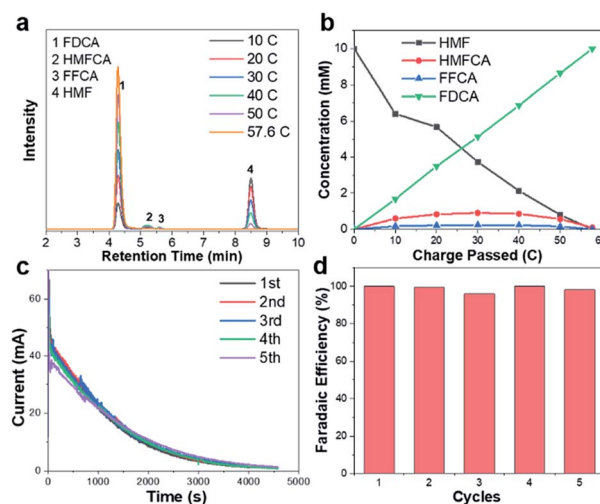 a
1 FDCA
2 HMFCA
3 FFCA
4 HMF
10 C
20 C
30 C
40 C
50 C
57.6 C
1
2
3
4
Intensity
2 3 4 5 6 7 8 9 10
Retention Time (min)
b
HMF
HMFCA
FFCA
FDCA
Concentration (mM)
10
8
6
4
2
0
0 10 20 30 40 50 60
Charge Passed (C)
c
1st
2nd
3rd
4th
5th
Current (mA)
60
40
20
0
0 1000 2000 3000 4000 5000
Time (s)
d
Faradaic Efficiency (%)
100
80
60
40
20
0
1 2 3 4 5
Cycles